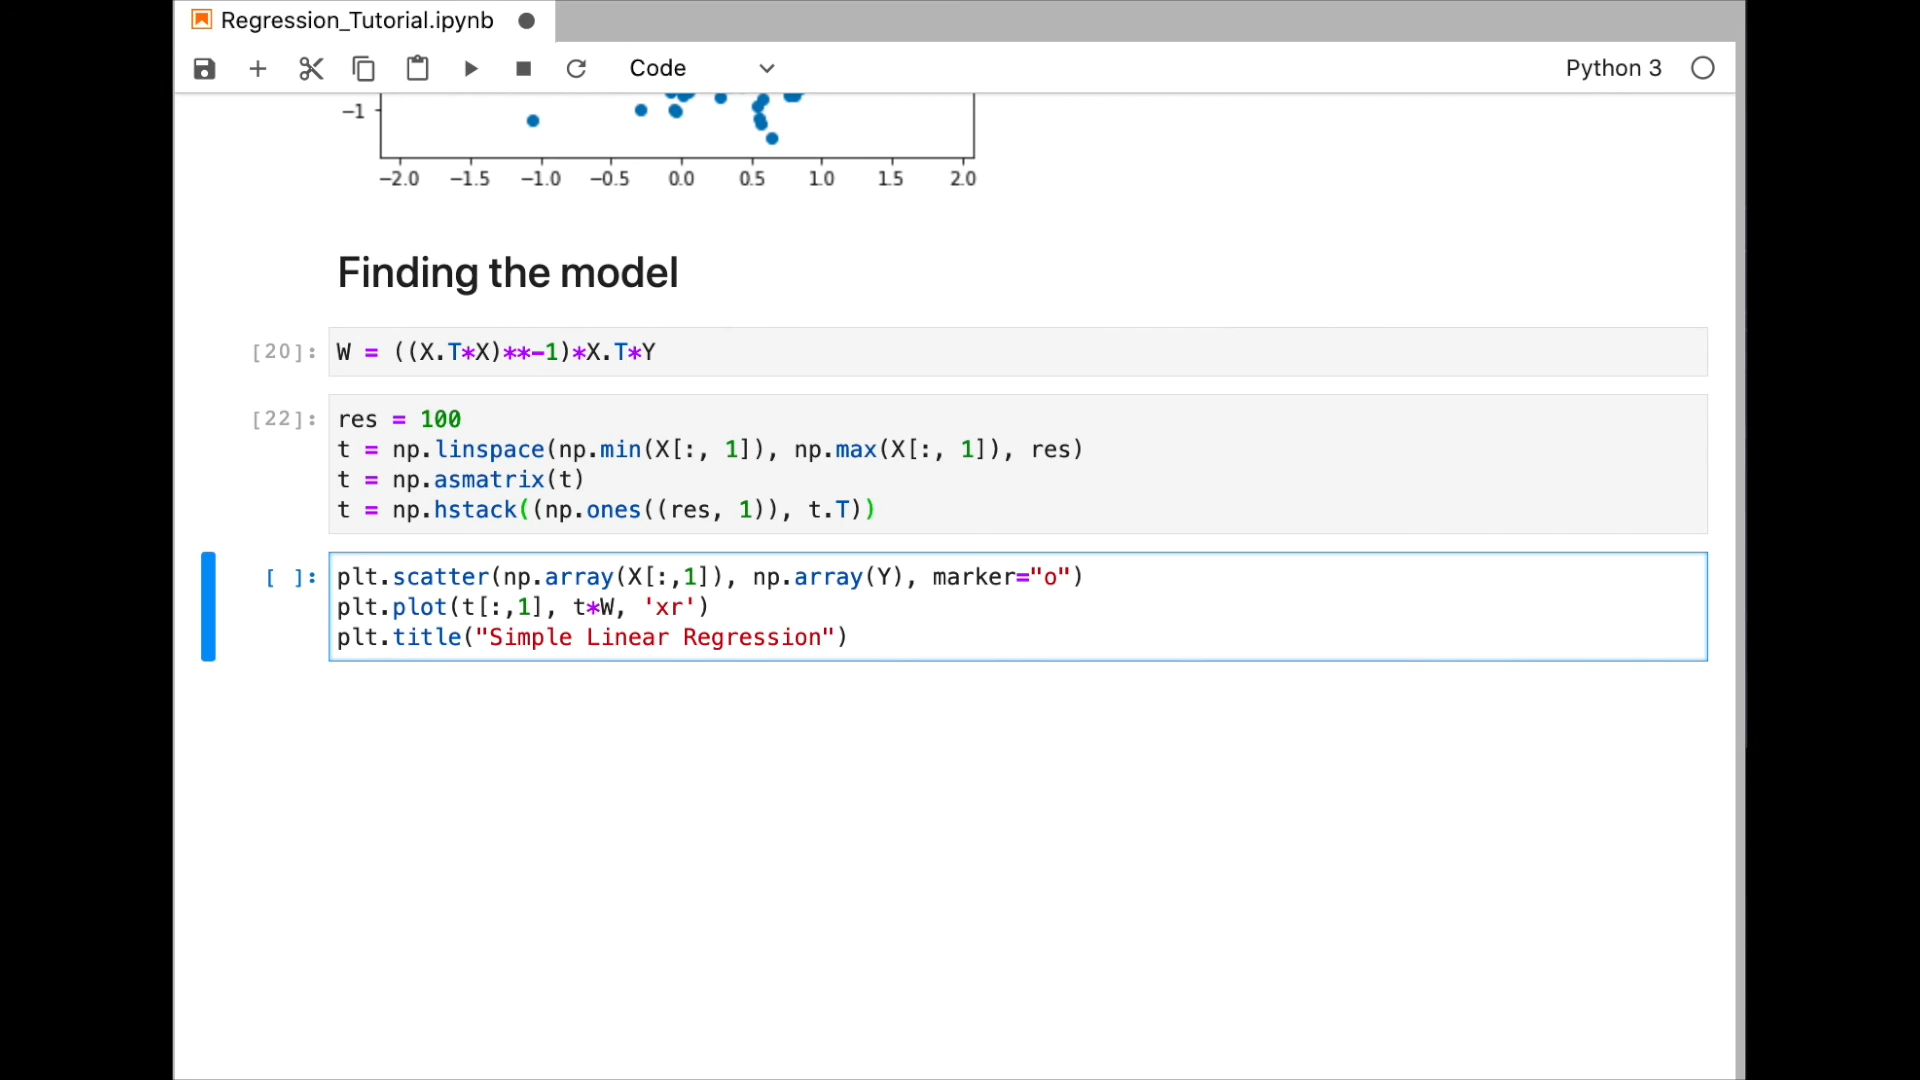 Regression_Tutorial.ipynb
Code
Python 3
−1
−2.0 −1.5 −1.0 −0.5 0.0 0.5 1.0 1.5 2.0
Finding the model
[20]: W = ((X.T*X)**-1)*X.T*Y
[22]: res = 100
t = np.linspace(np.min(X[:, 1]), np.max(X[:, 1]), res)
t = np.asmatrix(t)
t = np.hstack((np.ones((res, 1)), t.T))
[ ]: plt.scatter(np.array(X[:,1]), np.array(Y), marker="o")
plt.plot(t[:,1], t*W, 'xr')
plt.title("Simple Linear Regression")